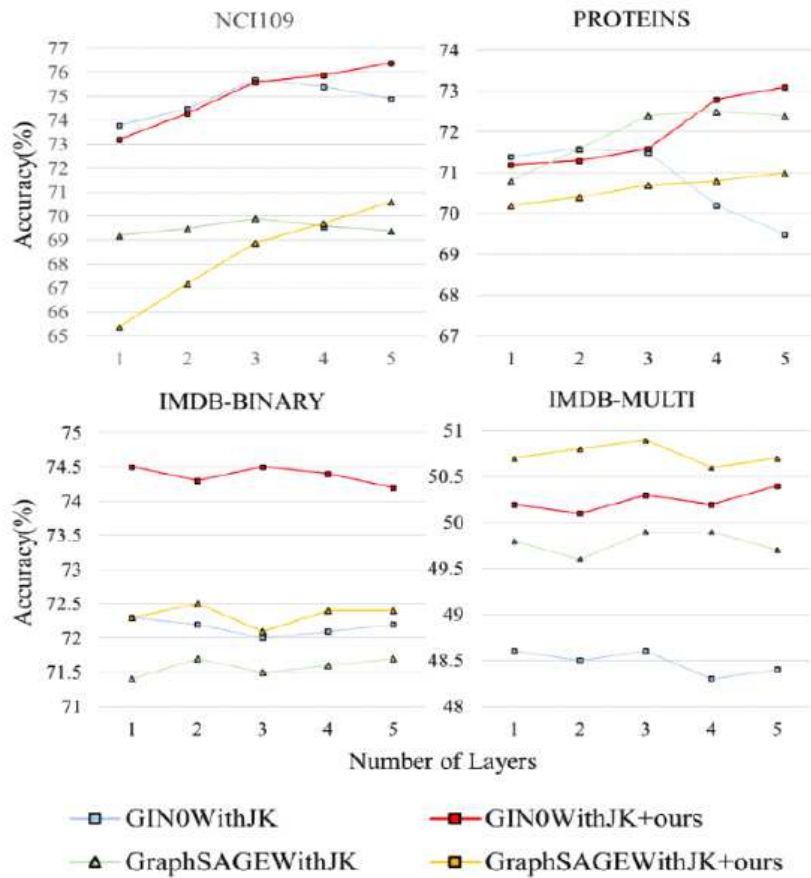 NCI109
PROTEINS
77
76
75
74
73
72
71
70
69
68
67
66
65
Accuracy(%)
1 2 3 4 5
74
73
72
71
70
69
68
67
1 2 3 4 5
IMDB-BINARY
IMDB-MULTI
75
74.5
74
73.5
73
72.5
72
71.5
71
Accuracy(%)
1 2 3 4 5
51
50.5
50
49.5
49
48.5
48
1 2 3 4 5
Number of Layers
GIN0WithJK
GIN0WithJK+ours
GraphSAGEWithJK
GraphSAGEWithJK+ours